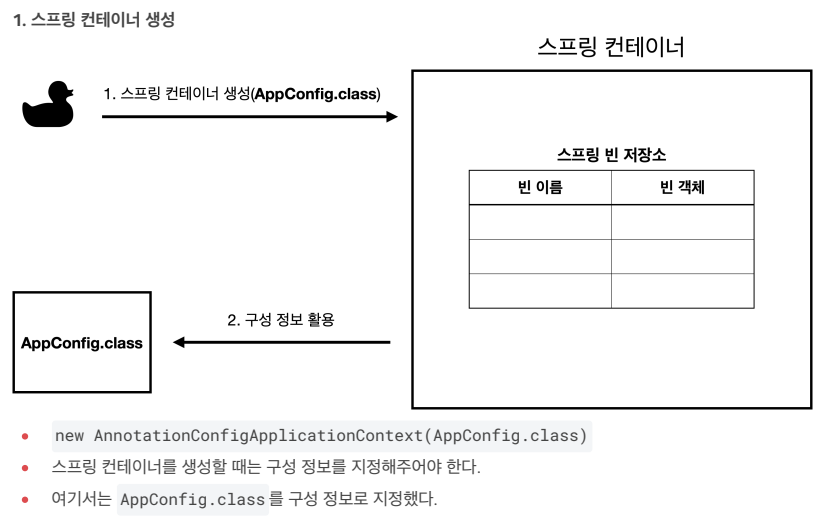 1. 스프링 컨테이너 생성
스프링 컨테이너
1. 스프링 컨테이너 생성(AppConfig.class)
스프링 빈 저장소
빈 이름 빈 객체
2. 구성 정보 활용
AppConfig.class
new AnnotationConfigApplicationContext(AppConfig.class)
스프링 컨테이너를 생성할 때는 구성 정보를 지정해주어야 한다.
여기서는 AppConfig.class 를 구성 정보로 지정했다.